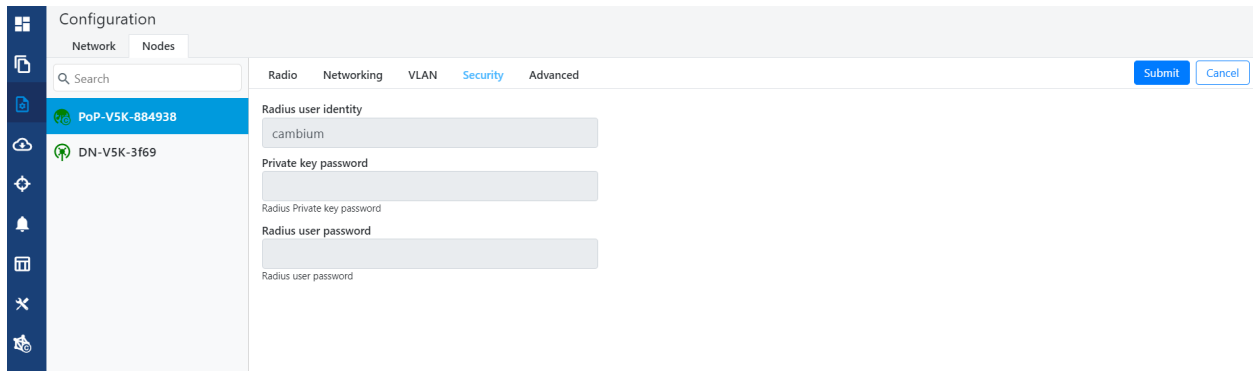 Configuration
Network Nodes
Search
Radio Networking VLAN Security Advanced
Submit Cancel
PoP-V5K-884938
DN-V5K-3f69
Radius user identity
cambium
Private key password
Radius Private key password
Radius user password
Radius user password